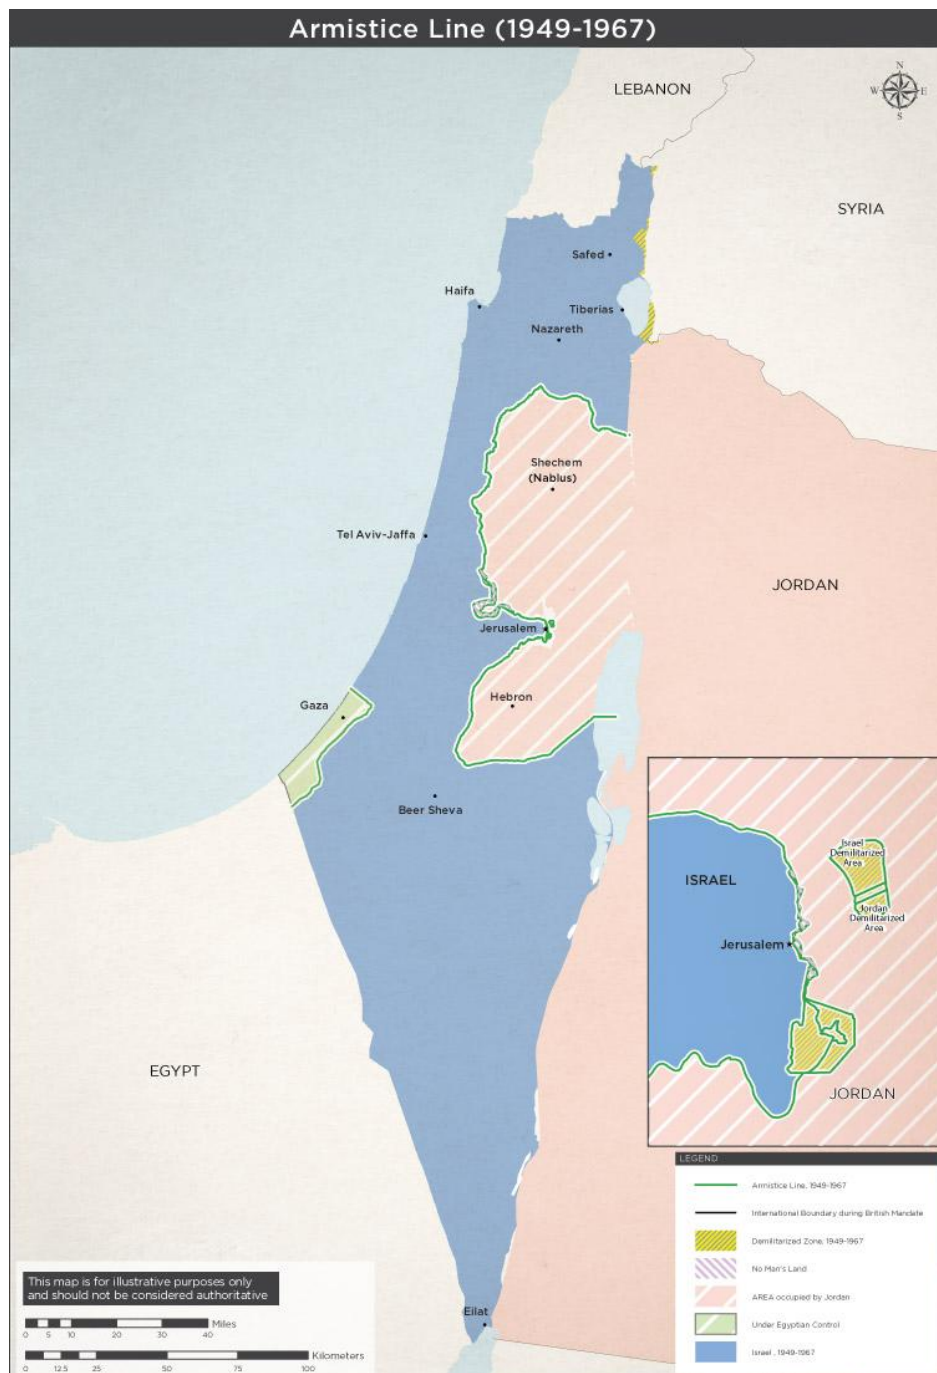 Armistice Line (1949-1967)
LEBANON
N
W
E
S
SYRIA
Safed
Haifa
Tiberias
Nazareth
Shechem
(Nablus)
Tel Aviv-Jaffa
JORDAN
Jerusalem
Hebron
Gaza
Beer Sheva
Israel
Demilitarized
Area
ISRAEL
Jordan
Demilitarized
Area
Jerusalem
EGYPT
JORDAN
LEGEND
Armistice Line, 1949-1967
International Boundary during British Mandate
Demilitarized Zone, 1949-1967
No Man's Land
AREA occupied by Jordan
Under Egyptian Control
Israel , 1949-1967
This map is for illustrative purposes only
and should not be considered authoritative
Eilat
Miles
0 5 10 20 30 40
Kilometers
0 12.5 25 50 75 100